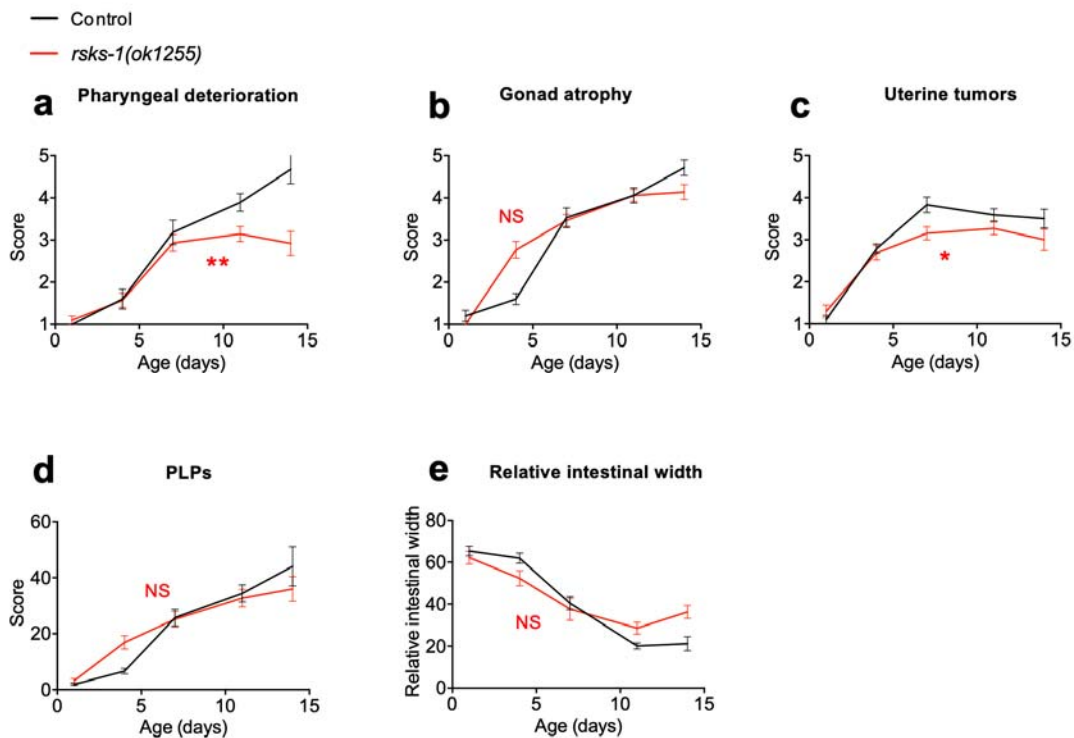 Control
rsks-1(ok1255)
a Pharyngeal deterioration
5
4
3
2
1
Score
**
0 5 10 15
Age (days)
b Gonad atrophy
5
4
3
2
1
Score
NS
0 5 10 15
Age (days)
c Uterine tumors
5
4
3
2
1
Score
*
0 5 10 15
Age (days)
d PLPs
60
40
20
0
Score
NS
0 5 10 15
Age (days)
e Relative intestinal width
80
60
40
20
0
Relative intestinal width
NS
0 5 10 15
Age (days)